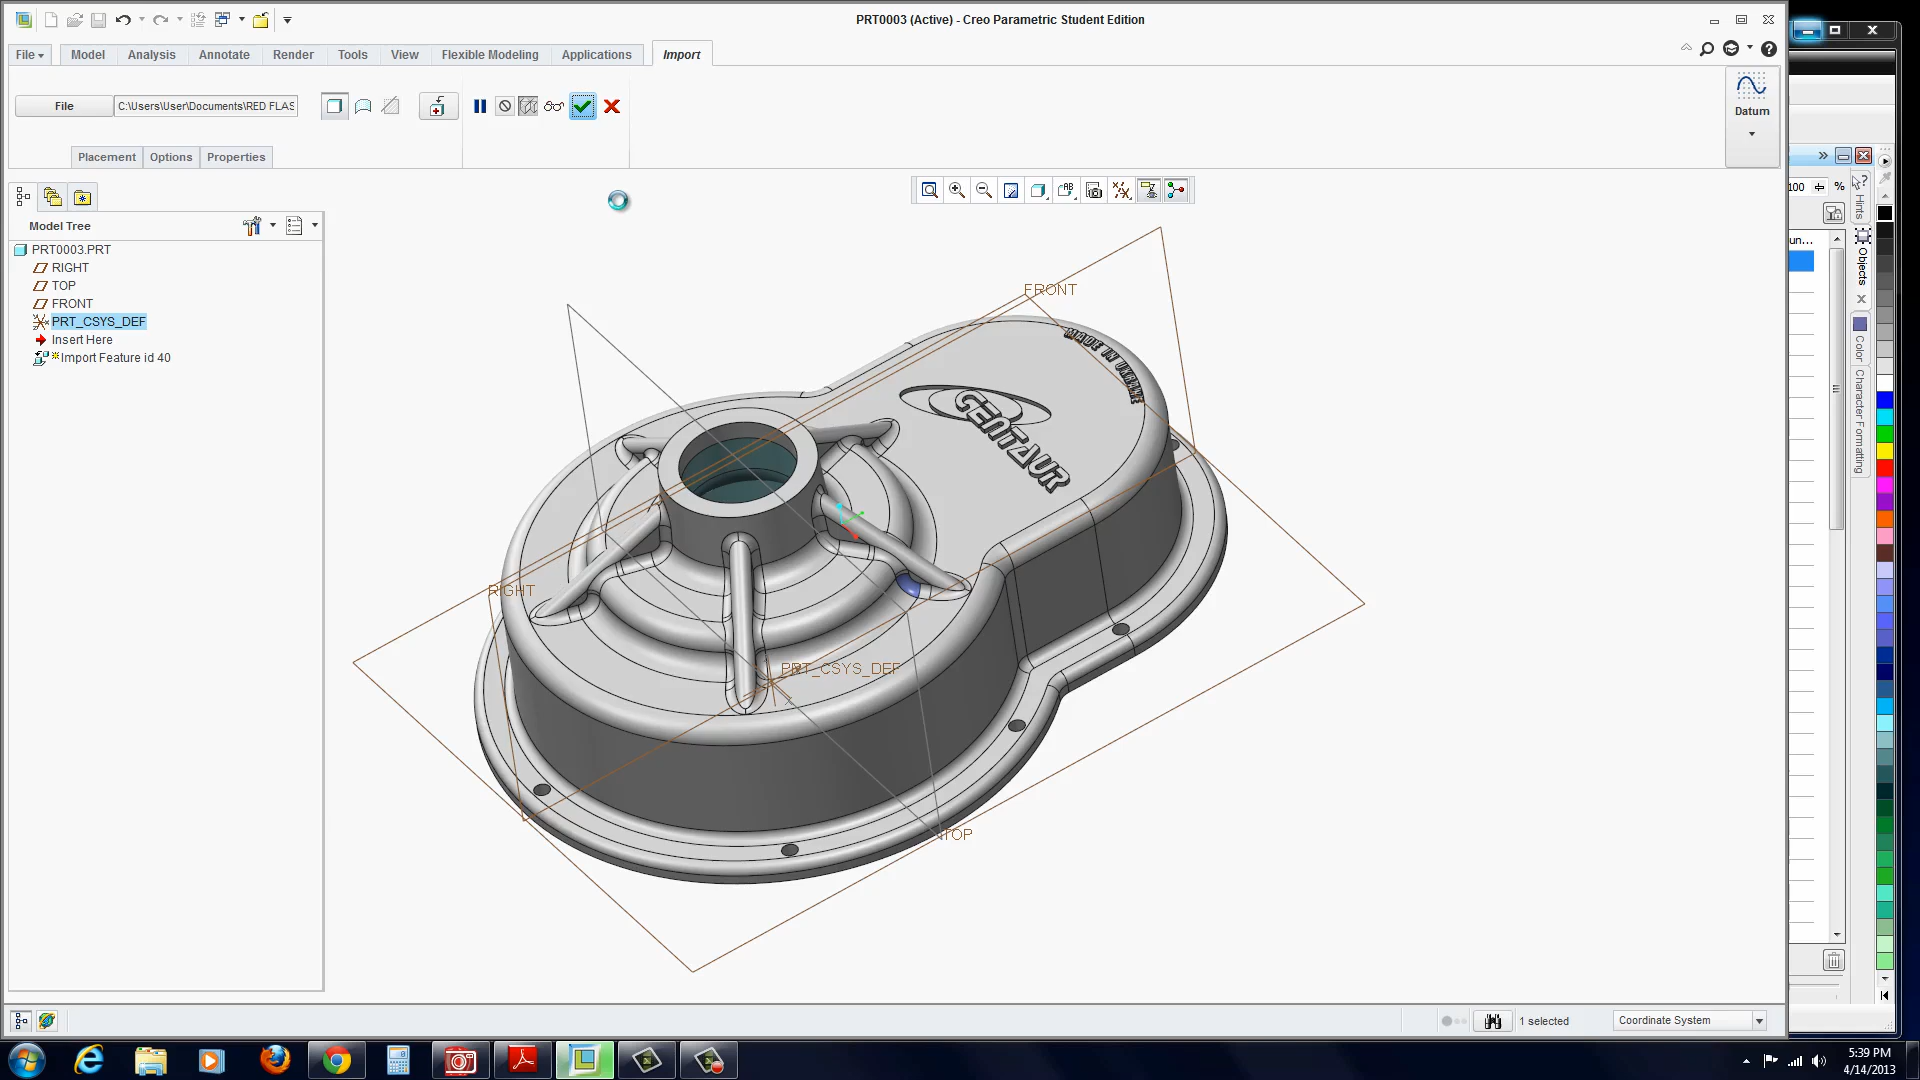 PRT0003 (Active) - Creo Parametric Student Edition
File Model Analysis Annotate Render Tools View Flexible Modeling Applications Import
File C:\Users\User\Documents\RED FLAS
Datum
Placement Options Properties
Model Tree
PRT0003.PRT
RIGHT
TOP
FRONT
PRT_CSYS_DEF
Insert Here
Import Feature id 40
FRONT
MADE IN UKRAINE
CENTAUR
RIGHT
PRT_CSYS_DEF
TOP
100 %
un...
Hints
Objects
Color
Character Formatting
1 selected
Coordinate System
5:39 PM
4/14/2013